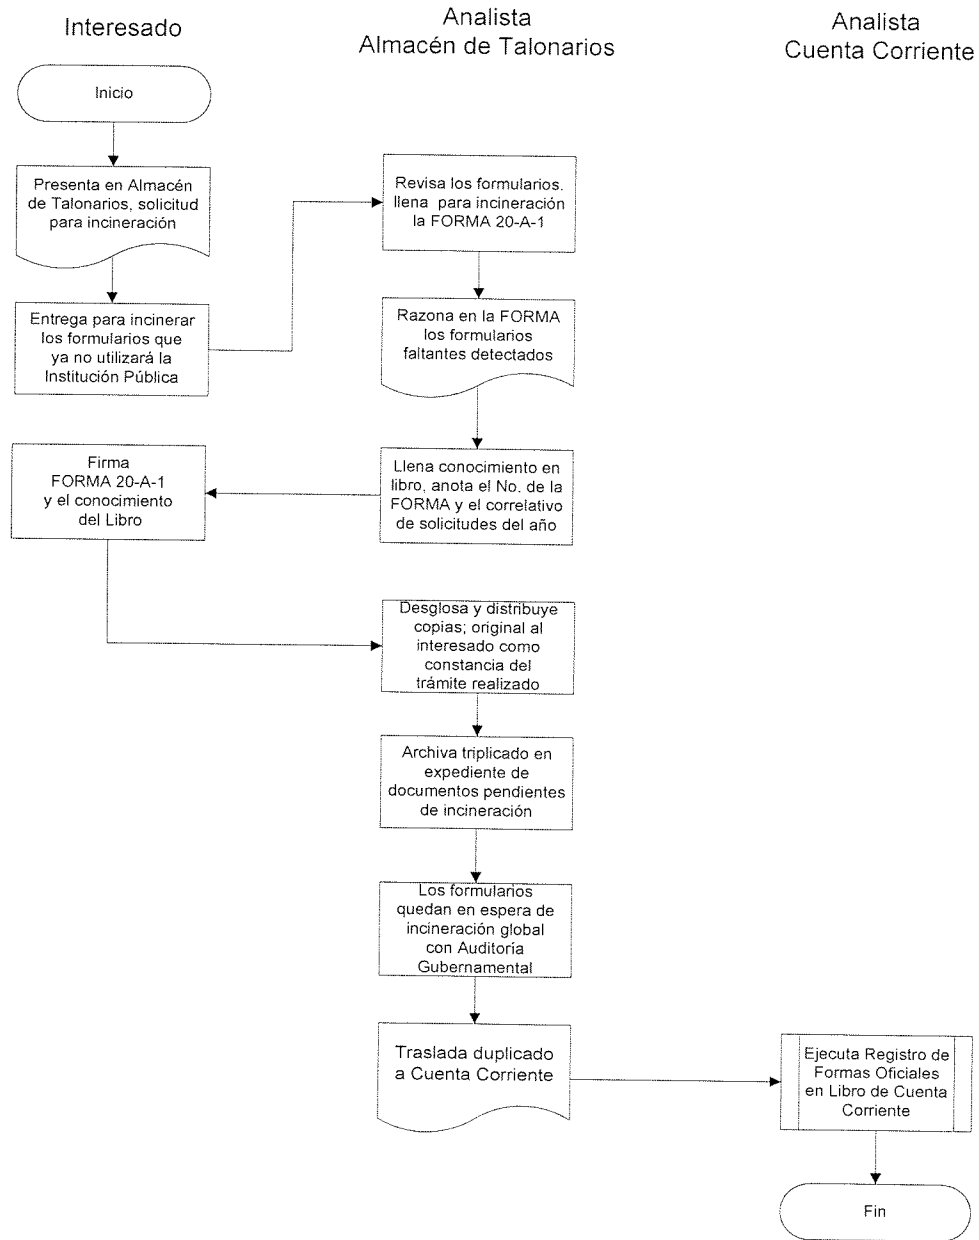 Interesado
Analista
Almacén de Talonarios
Analista
Cuenta Corriente
Inicio
Presenta en Almacén
de Talonarios, solicitud
para incineración
Entrega para incinerar
los formularios que
ya no utilizará la
Institución Pública
Revisa los formularios.
llena para incineración
la FORMA 20-A-1
Razona en la FORMA
los formularios
faltantes detectados
Llena conocimiento en
libro, anota el No. de la
FORMA y el correlativo
de solicitudes del año
Firma
FORMA 20-A-1
y el conocimiento
del Libro
Desglosa y distribuye
copias; original al
interesado como
constancia del
trámite realizado
Archiva triplicado en
expediente de
documentos pendientes
de incineración
Los formularios
quedan en espera de
incineración global
con Auditoría
Gubernamental
Traslada duplicado
a Cuenta Corriente
Ejecuta Registro de
Formas Oficiales
en Libro de Cuenta
Corriente
Fin